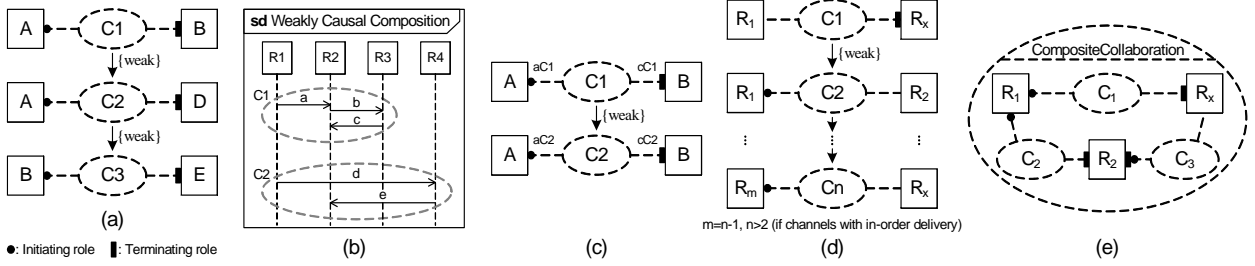 A C1 B
{weak}
A C2 D
{weak}
B C3 E
(a)
●: Initiating role ▮: Terminating role
sd Weakly Causal Composition
R1 R2 R3 R4
C1
a
b
c
C2
d
e
(b)
aC1 cC1
A C1 B
{weak}
aC2 cC2
A C2 B
(c)
R1 C1 Rx
{weak}
R1 C2 R2
Rm Cn Rx
m=n-1, n>2 (if channels with in-order delivery)
(d)
CompositeCollaboration
R1 C1 Rx
C2 R2 C3
(e)